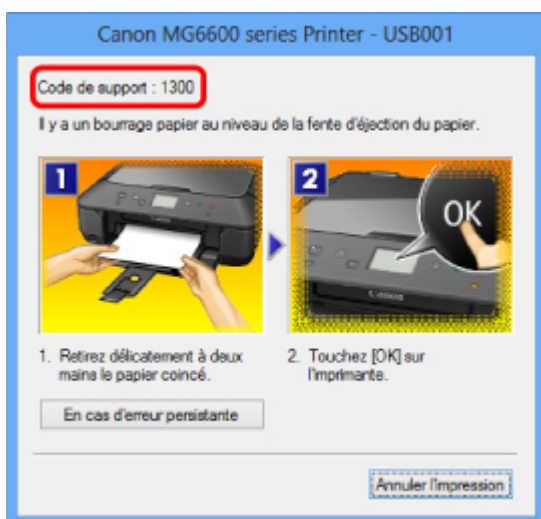 Canon MG6600 series Printer - USB001
Code de support : 1300
Il y a un bourrage papier au niveau de la fente d'éjection du papier.
1
2
OK
Canon
1. Retirez délicatement à deux
mains le papier coincé.
2. Touchez [OK] sur
l'imprimante.
En cas d'erreur persistante
Annuler l'impression